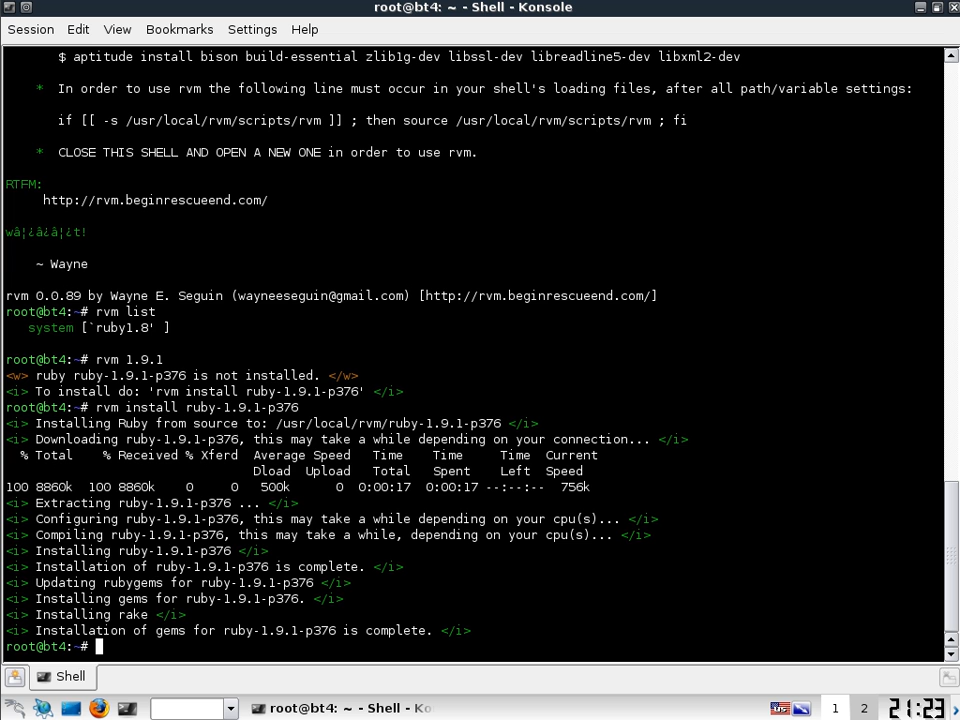 root@bt4: ~ - Shell - Konsole
Session Edit View Bookmarks Settings Help
$ aptitude install bison build-essential zlib1g-dev libssl-dev libreadline5-dev libxml2-dev
* In order to use rvm the following line must occur in your shell's loading files, after all path/variable settings:
if [[ -s /usr/local/rvm/scripts/rvm ]] ; then source /usr/local/rvm/scripts/rvm ; fi
* CLOSE THIS SHELL AND OPEN A NEW ONE in order to use rvm.
RTFM:
http://rvm.beginrescueend.com/
wâ¦¿â¿â¦¿t!
~ Wayne
rvm 0.0.89 by Wayne E. Seguin (wayneeseguin@gmail.com) [http://rvm.beginrescueend.com/]
root@bt4:~# rvm list
system [`ruby1.8' ]
root@bt4:~# rvm 1.9.1
<w> ruby ruby-1.9.1-p376 is not installed. </w>
<i> To install do: 'rvm install ruby-1.9.1-p376' </i>
root@bt4:~# rvm install ruby-1.9.1-p376
<i> Installing Ruby from source to: /usr/local/rvm/ruby-1.9.1-p376 </i>
<i> Downloading ruby-1.9.1-p376, this may take a while depending on your connection... </i>
% Total % Received % Xferd Average Speed Time Time Time Current
Dload Upload Total Spent Left Speed
100 8860k 100 8860k 0 0 500k 0 0:00:17 0:00:17 --:--:-- 756k
<i> Extracting ruby-1.9.1-p376 ... </i>
<i> Configuring ruby-1.9.1-p376, this may take a while depending on your cpu(s)... </i>
<i> Compiling ruby-1.9.1-p376, this may take a while, depending on your cpu(s)... </i>
<i> Installing ruby-1.9.1-p376 </i>
<i> Installation of ruby-1.9.1-p376 is complete. </i>
<i> Updating rubygems for ruby-1.9.1-p376 </i>
<i> Installing gems for ruby-1.9.1-p376. </i>
<i> Installing rake </i>
<i> Installation of gems for ruby-1.9.1-p376 is complete. </i>
root@bt4:~#
Shell
root@bt4: ~ - Shell - Ko
1 2 21:23